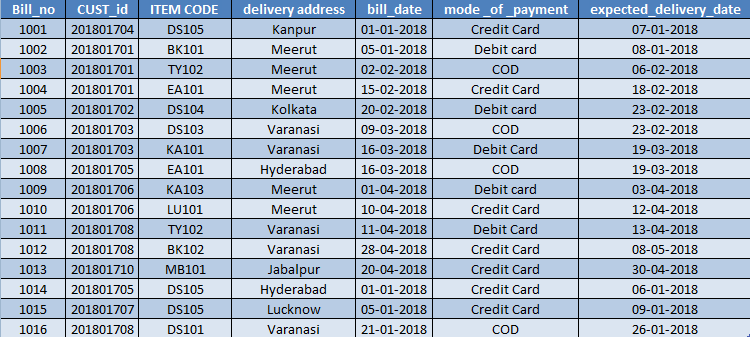 Bill_no CUST_id ITEM CODE delivery address bill_date mode _of _payment expected_delivery_date
1001 201801704 DS105 Kanpur 01-01-2018 Credit Card 07-01-2018
1002 201801701 BK101 Meerut 05-01-2018 Debit card 08-01-2018
1003 201801701 TY102 Meerut 02-02-2018 COD 06-02-2018
1004 201801701 EA101 Meerut 15-02-2018 Credit Card 18-02-2018
1005 201801702 DS104 Kolkata 20-02-2018 Debit card 23-02-2018
1006 201801703 DS103 Varanasi 09-03-2018 COD 23-02-2018
1007 201801703 KA101 Varanasi 16-03-2018 Debit Card 19-03-2018
1008 201801705 EA101 Hyderabad 16-03-2018 COD 19-03-2018
1009 201801706 KA103 Meerut 01-04-2018 Debit card 03-04-2018
1010 201801706 LU101 Meerut 10-04-2018 Credit Card 12-04-2018
1011 201801708 TY102 Varanasi 11-04-2018 Debit Card 13-04-2018
1012 201801708 BK102 Varanasi 28-04-2018 Credit Card 08-05-2018
1013 201801710 MB101 Jabalpur 20-04-2018 Credit Card 30-04-2018
1014 201801705 DS105 Hyderabad 01-01-2018 Credit Card 06-01-2018
1015 201801707 DS105 Lucknow 05-01-2018 Credit Card 09-01-2018
1016 201801708 DS101 Varanasi 21-01-2018 COD 26-01-2018